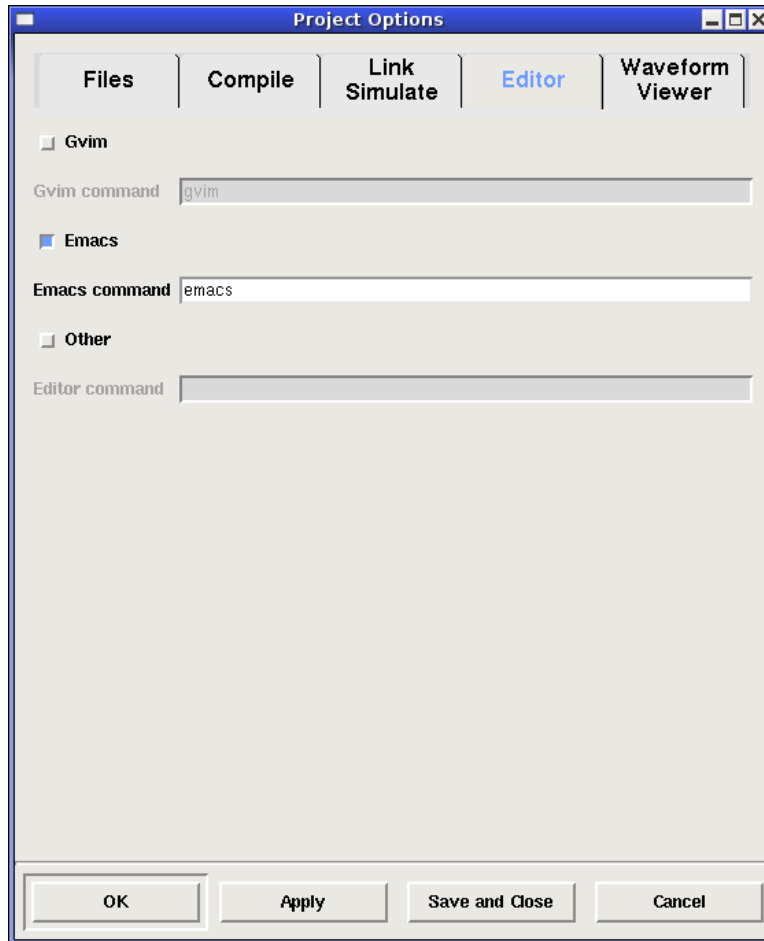 Project Options
Files
Compile
Link
Simulate
Editor
Waveform
Viewer
Gvim
Gvim command gvim
Emacs
Emacs command emacs
Other
Editor command
OK Apply Save and Close Cancel